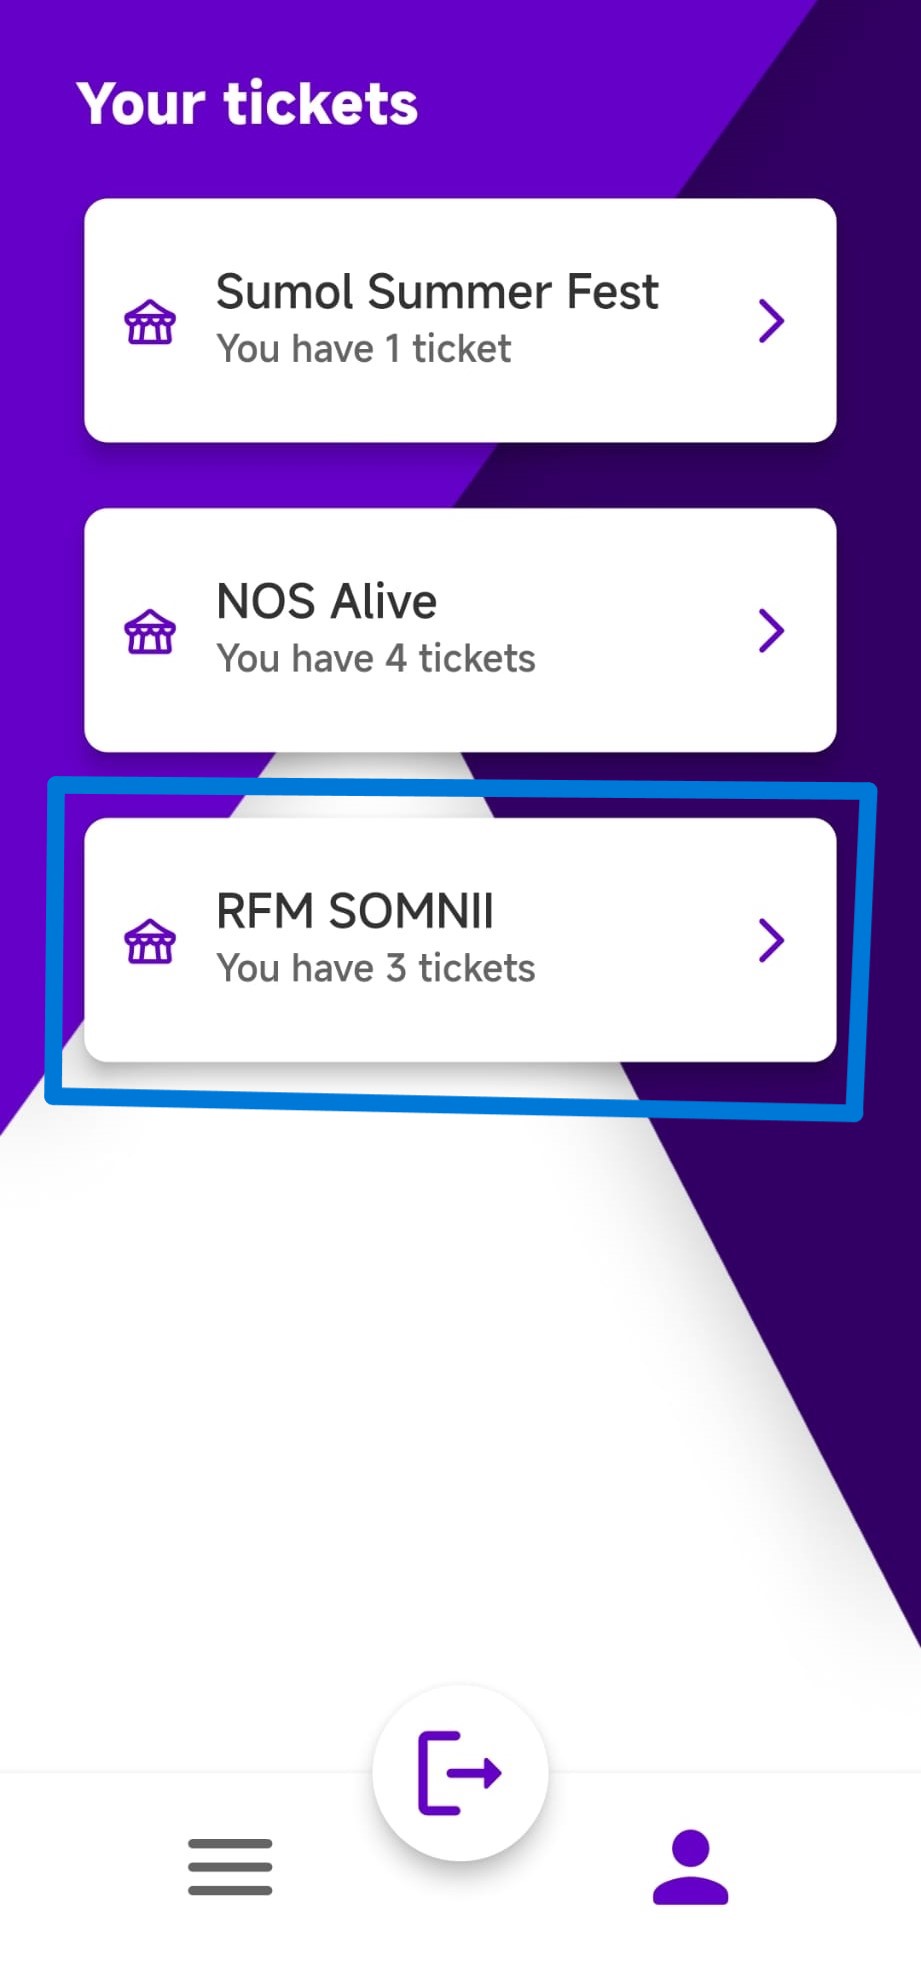 Your tickets
Sumol Summer Fest
You have 1 ticket
NOS Alive
You have 4 tickets
RFM SOMNII
You have 3 tickets